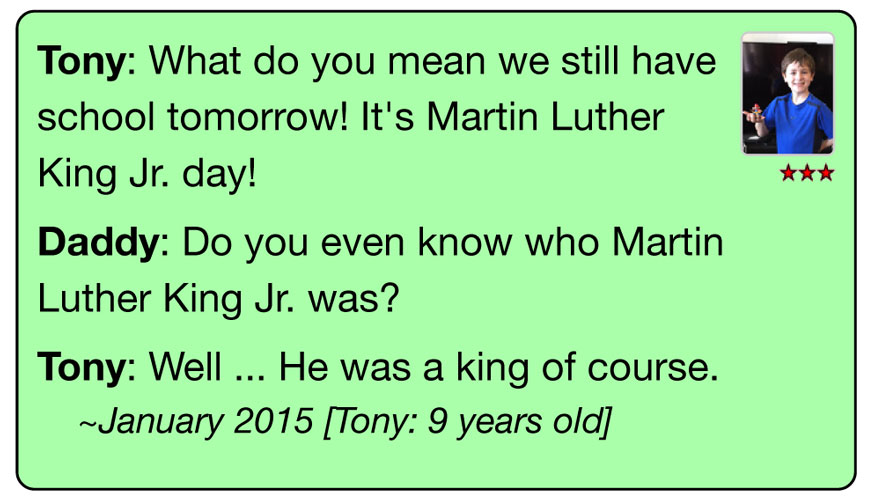 Tony: What do you mean we still have
school tomorrow! It's Martin Luther
King Jr. day!
Daddy: Do you even know who Martin
Luther King Jr. was?
Tony: Well ... He was a king of course.
~January 2015 [Tony: 9 years old]